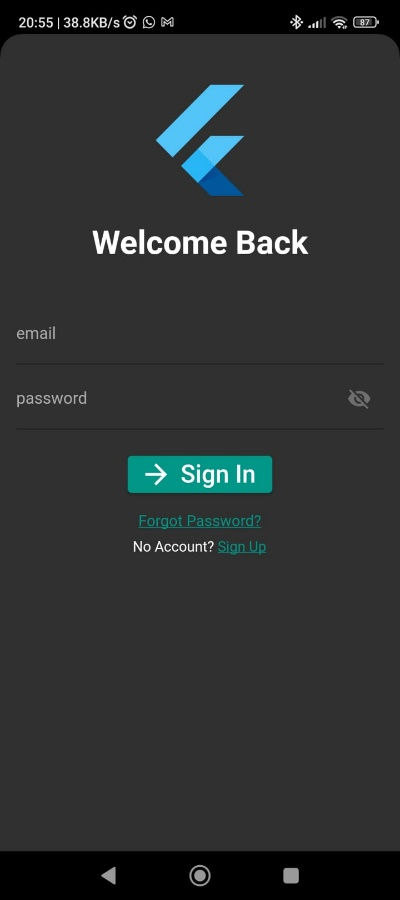 20:55 | 38.8KB/s 87
Welcome Back
email
password
Sign In
Forgot Password?
No Account? Sign Up